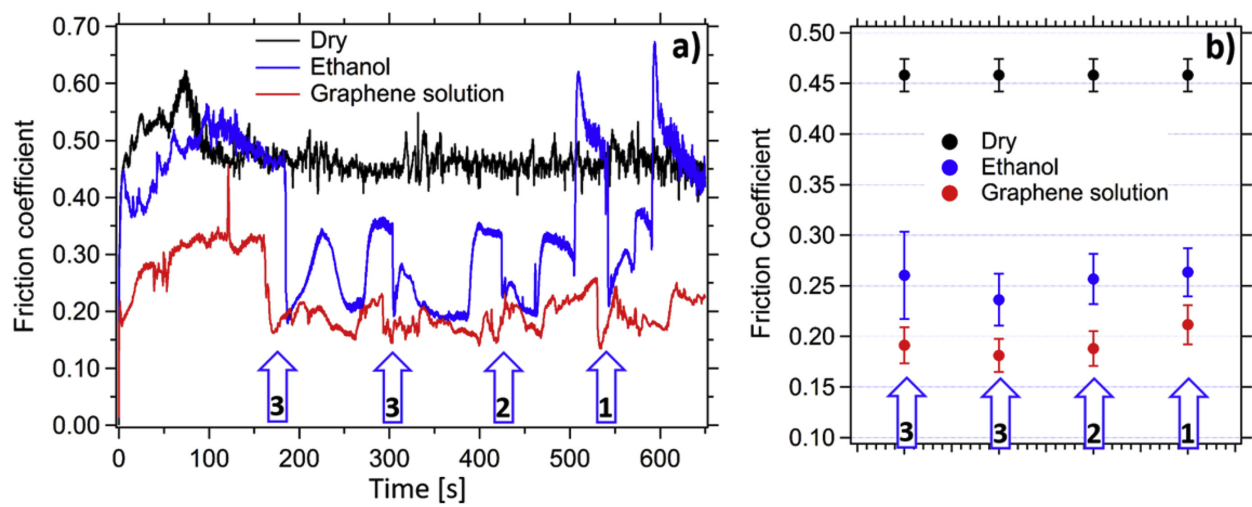 a)
Dry
Ethanol
Graphene solution
Friction coefficient
0.70
0.60
0.50
0.40
0.30
0.20
0.10
0.00
3
3
2
1
0
100
200
300
400
500
600
Time [s]
b)
Dry
Ethanol
Graphene solution
Friction Coefficient
0.50
0.45
0.40
0.35
0.30
0.25
0.20
0.15
0.10
3
3
2
1